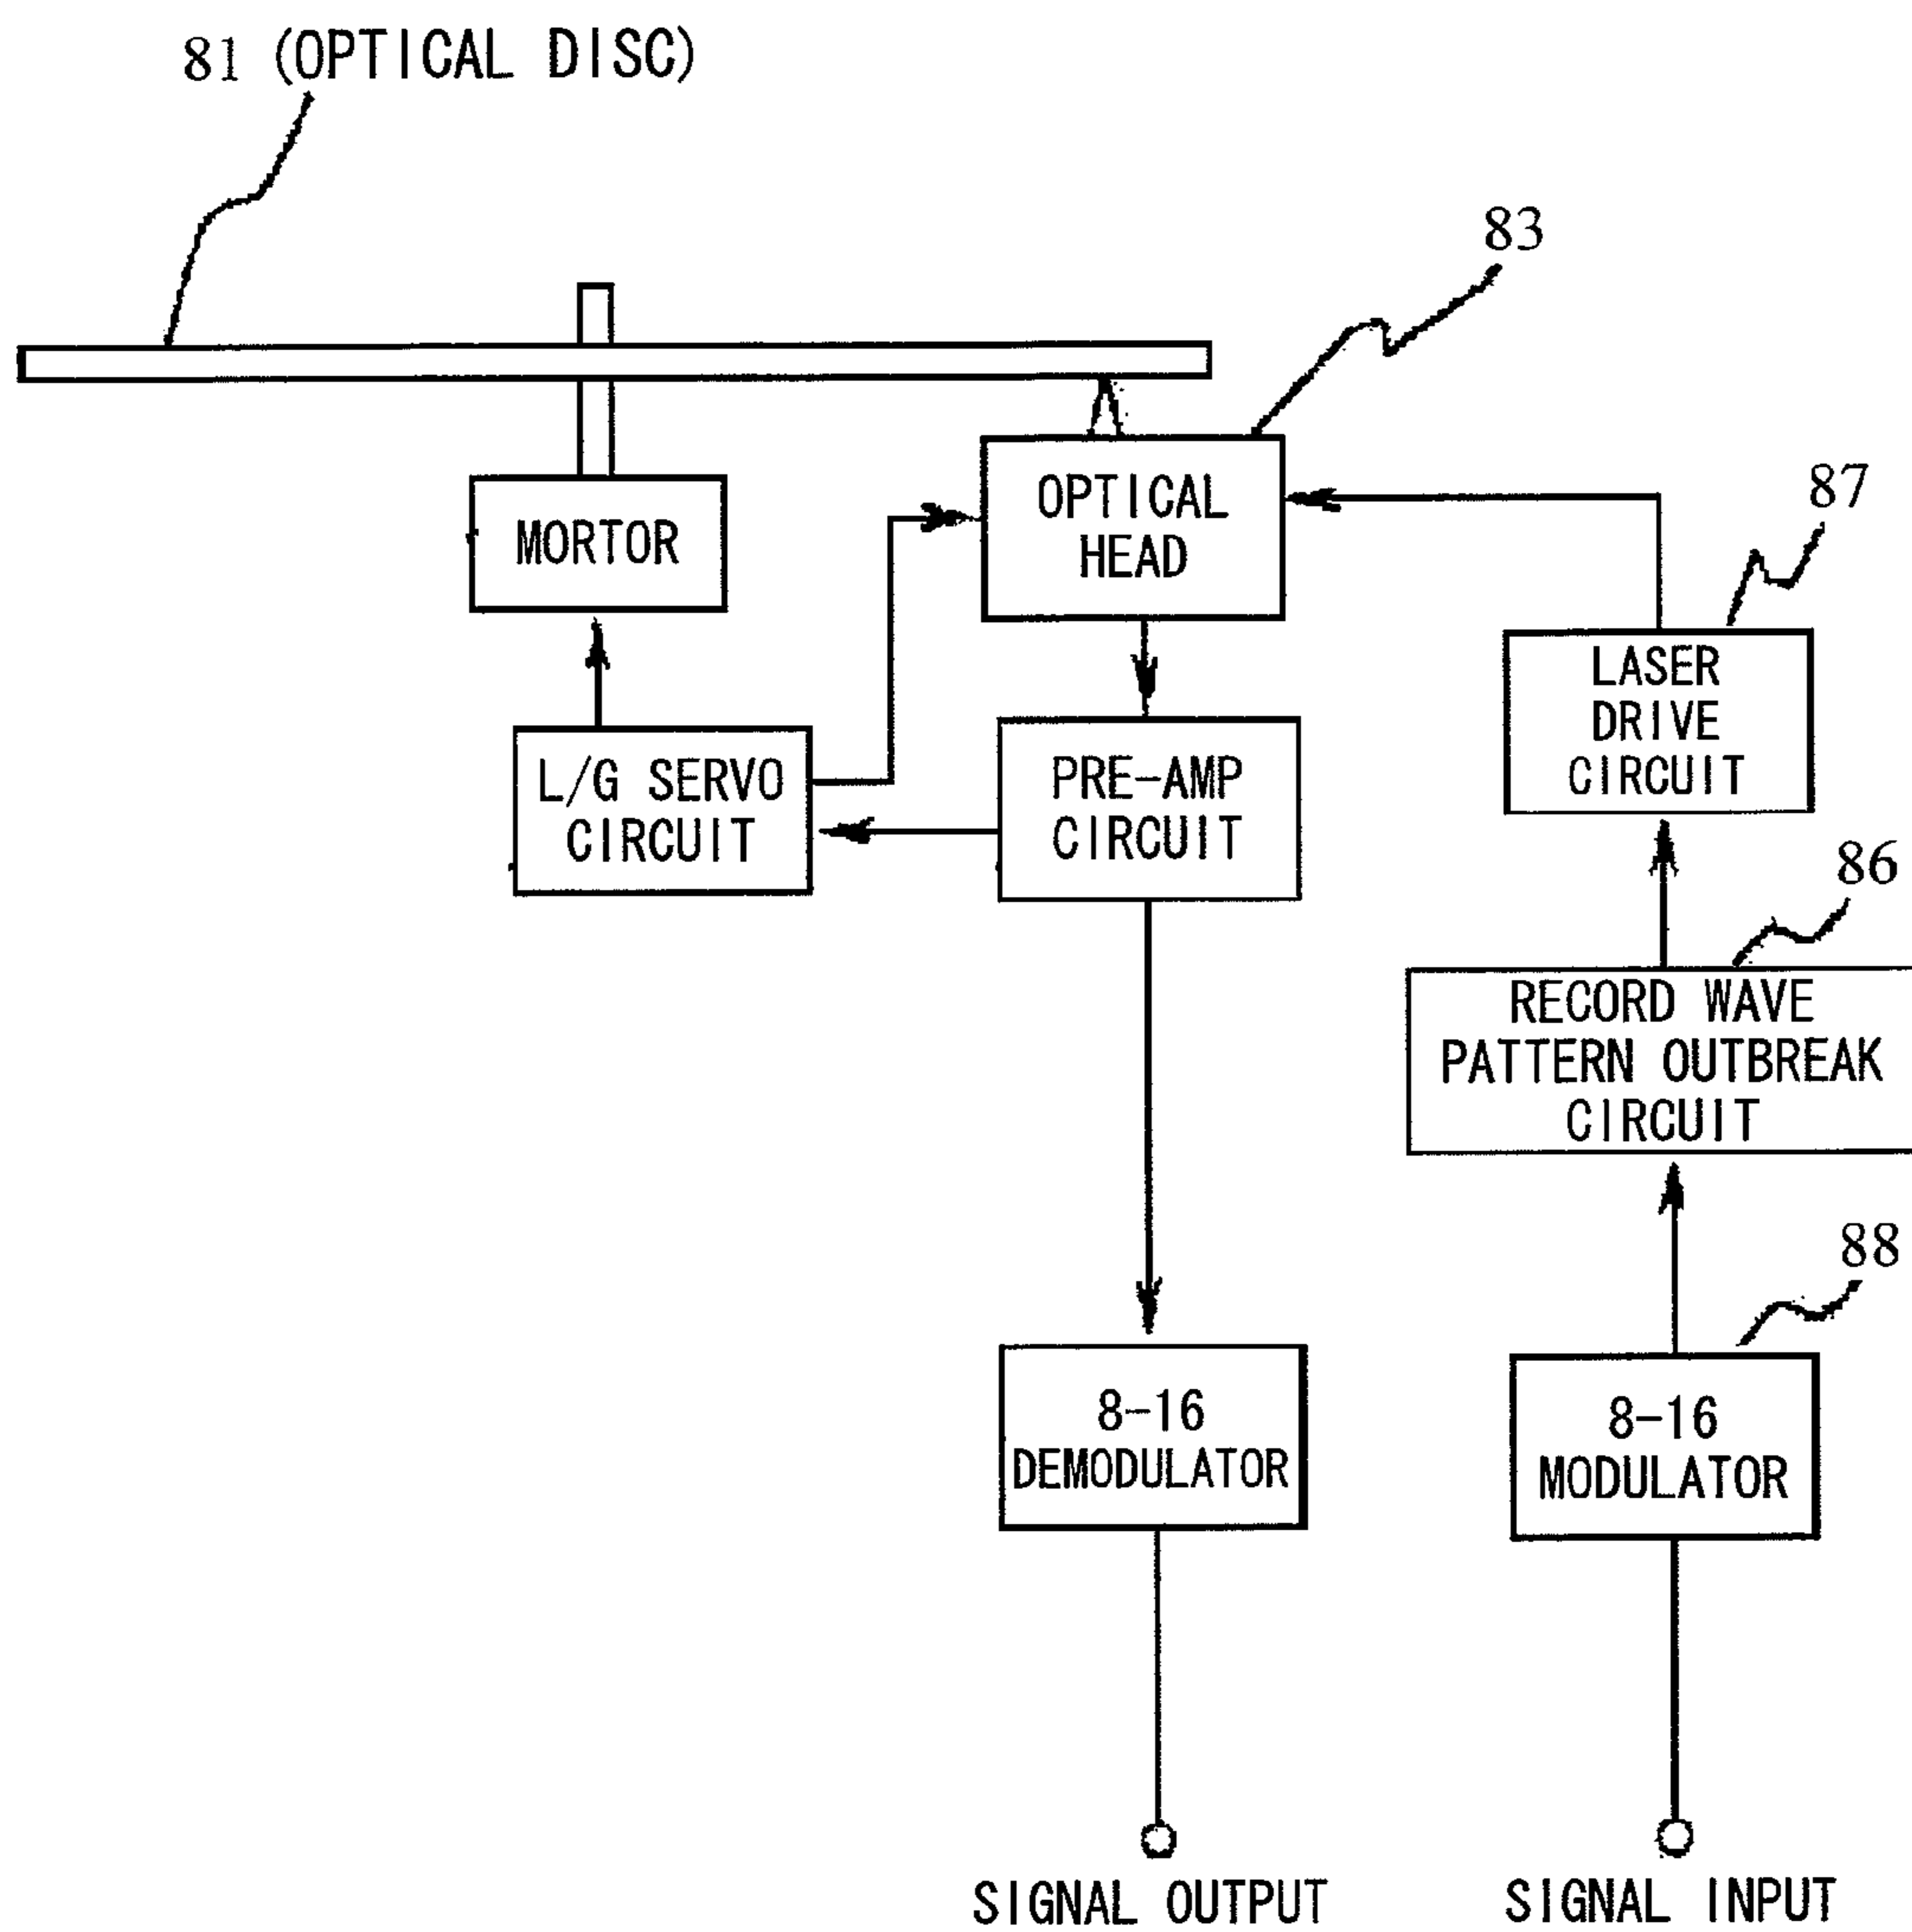 81 (OPTICAL DISC)
83
OPTICAL
HEAD
87
MORTOR
LASER
DRIVE
CIRCUIT
L/G SERVO
CIRCUIT
PRE-AMP
CIRCUIT
86
RECORD WAVE
PATTERN OUTBREAK
CIRCUIT
88
8-16
DEMODULATOR
8-16
MODULATOR
SIGNAL OUTPUT
SIGNAL INPUT